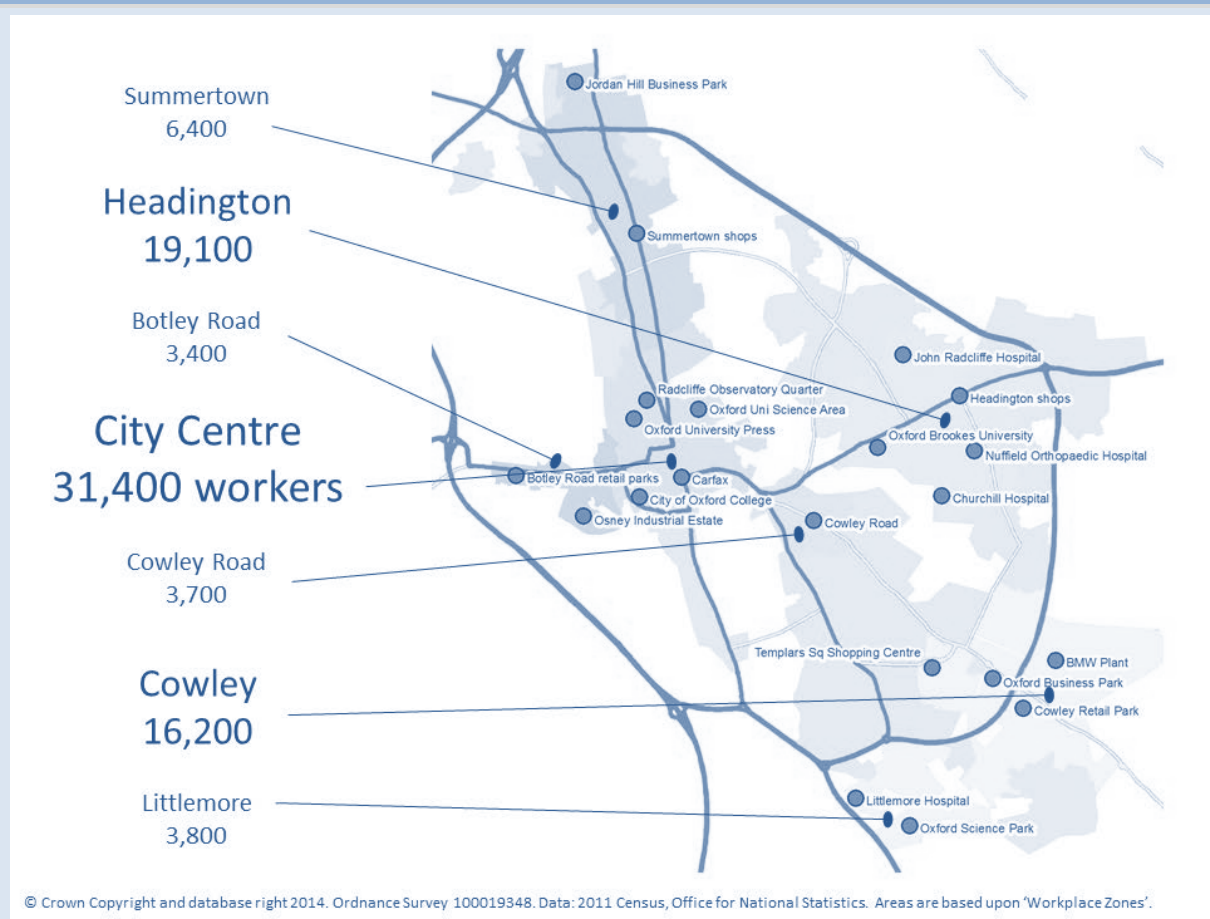 Summertown
6,400
Headington
19,100
Botley Road
3,400
City Centre
31,400 workers
Cowley Road
3,700
Cowley
16,200
Littlemore
3,800
Jordan Hill Business Park
Summertown shops
John Radcliffe Hospital
Radcliffe Observatory Quarter
Headington shops
Oxford Uni Science Area
Oxford University Press
Oxford Brookes University
Nuffield Orthopaedic Hospital
Botley Road retail parks
Carfax
City of Oxford College
Churchill Hospital
Osney Industrial Estate
Cowley Road
Templars Sq Shopping Centre
BMW Plant
Oxford Business Park
Cowley Retail Park
Littlemore Hospital
Oxford Science Park
© Crown Copyright and database right 2014. Ordnance Survey 100019348. Data: 2011 Census, Office for National Statistics. Areas are based upon 'Workplace Zones'.